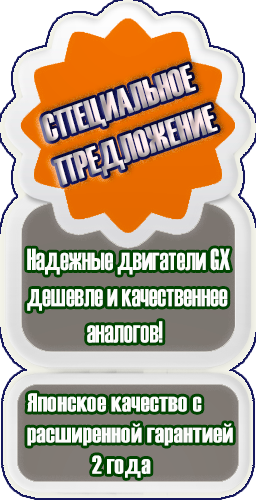 СПЕЦИАЛЬНОЕ
ПРЕДЛОЖЕНИЕ
Надежные двигатели GX
дешевле и качественнее
аналогов!
Японское качество с
расширенной гарантией
2 года